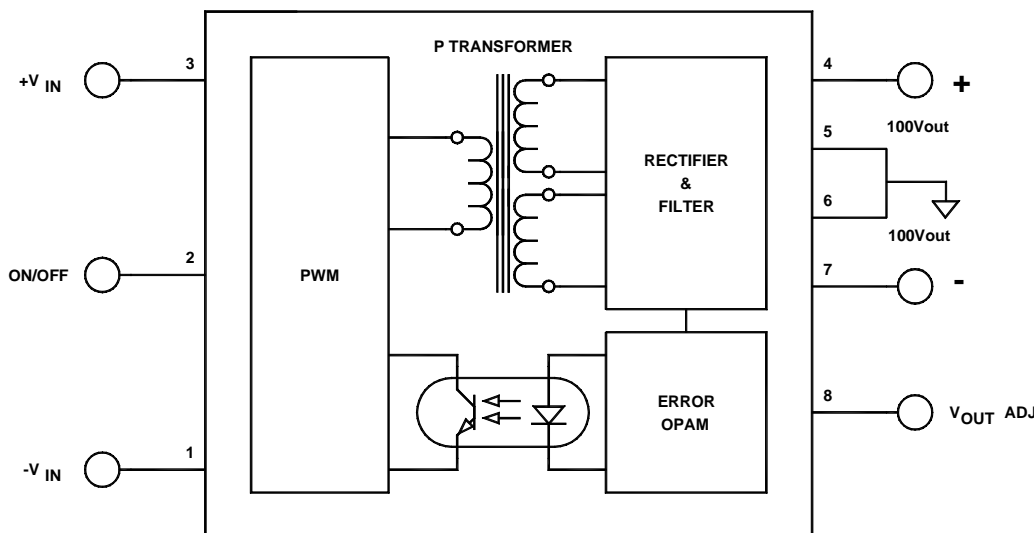 P TRANSFORMER
+V IN
3
4
+
100Vout
5
RECTIFIER
&
FILTER
6
100Vout
ON/OFF
2
PWM
7
-
ERROR
OPAM
8
VOUT ADJ
-V IN
1